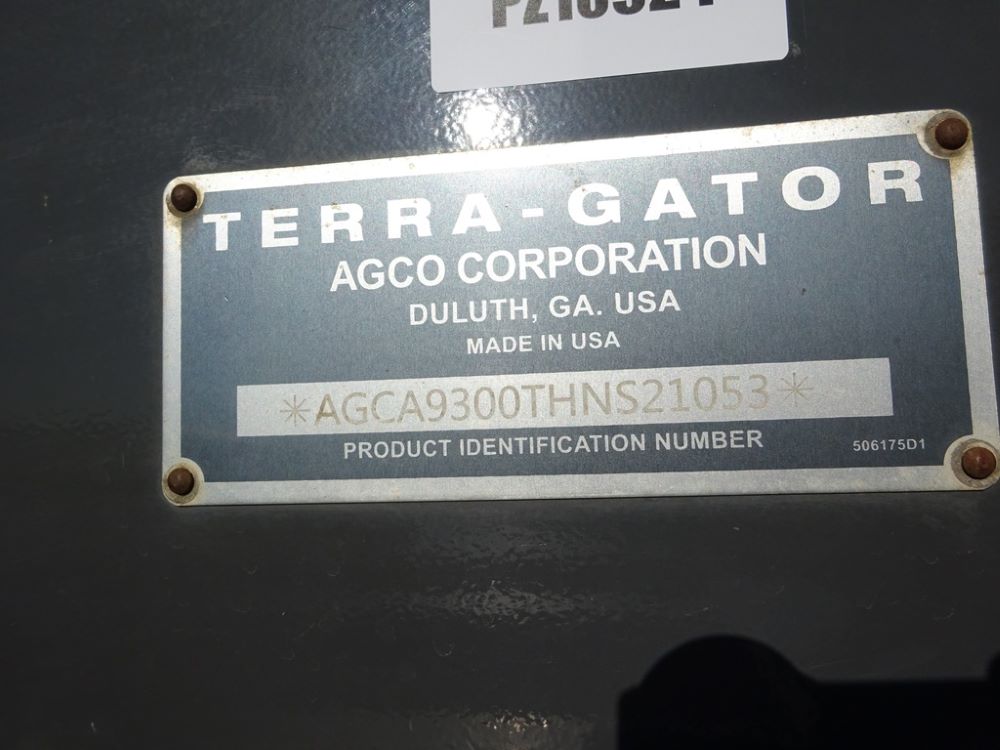 TERRA-GATOR
AGCO CORPORATION
DULUTH, GA. USA
MADE IN USA
*AGCA9300THNS21053*
PRODUCT IDENTIFICATION NUMBER
506175D1